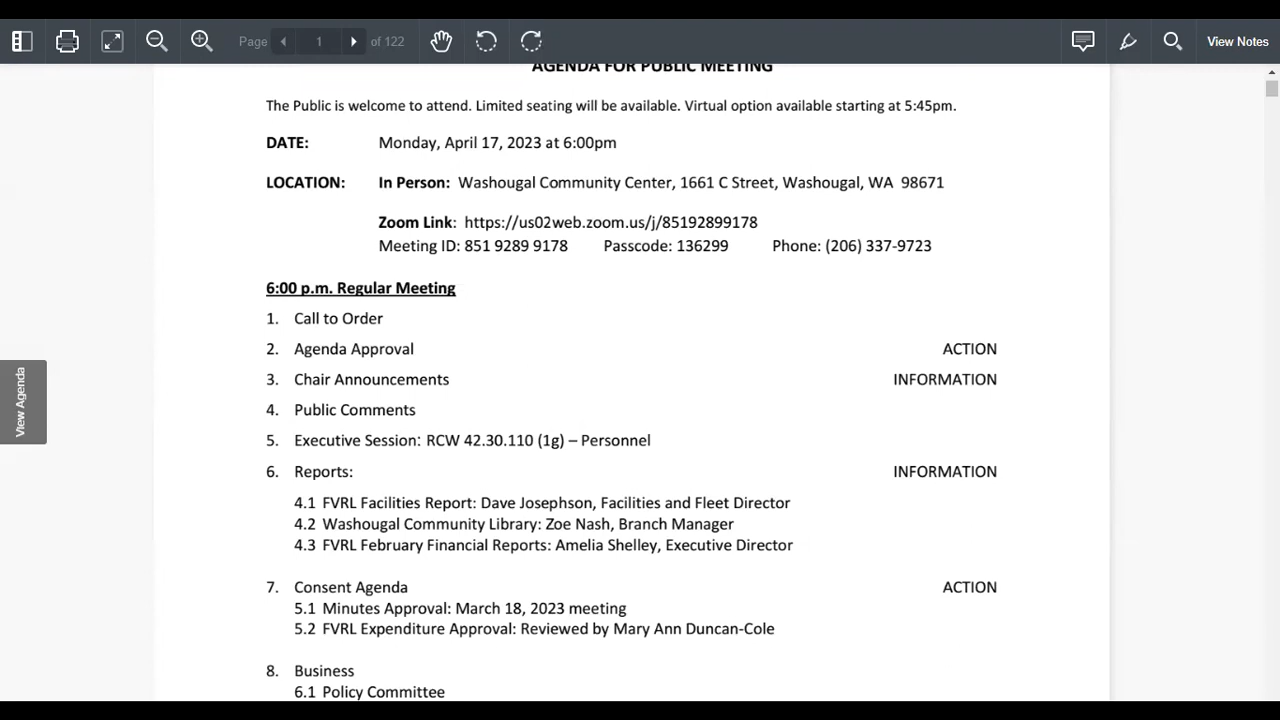 Page 1 of 122 View Notes
AGENDA FOR PUBLIC MEETING
The Public is welcome to attend. Limited seating will be available. Virtual option available starting at 5:45pm.
DATE: Monday, April 17, 2023 at 6:00pm
LOCATION: In Person: Washougal Community Center, 1661 C Street, Washougal, WA 98671
Zoom Link: https://us02web.zoom.us/j/85192899178
Meeting ID: 851 9289 9178 Passcode: 136299 Phone: (206) 337-9723
6:00 p.m. Regular Meeting
1. Call to Order
2. Agenda Approval ACTION
3. Chair Announcements INFORMATION
View Agenda
4. Public Comments
5. Executive Session: RCW 42.30.110 (1g) – Personnel
6. Reports: INFORMATION
4.1 FVRL Facilities Report: Dave Josephson, Facilities and Fleet Director
4.2 Washougal Community Library: Zoe Nash, Branch Manager
4.3 FVRL February Financial Reports: Amelia Shelley, Executive Director
7. Consent Agenda ACTION
5.1 Minutes Approval: March 18, 2023 meeting
5.2 FVRL Expenditure Approval: Reviewed by Mary Ann Duncan-Cole
8. Business
6.1 Policy Committee